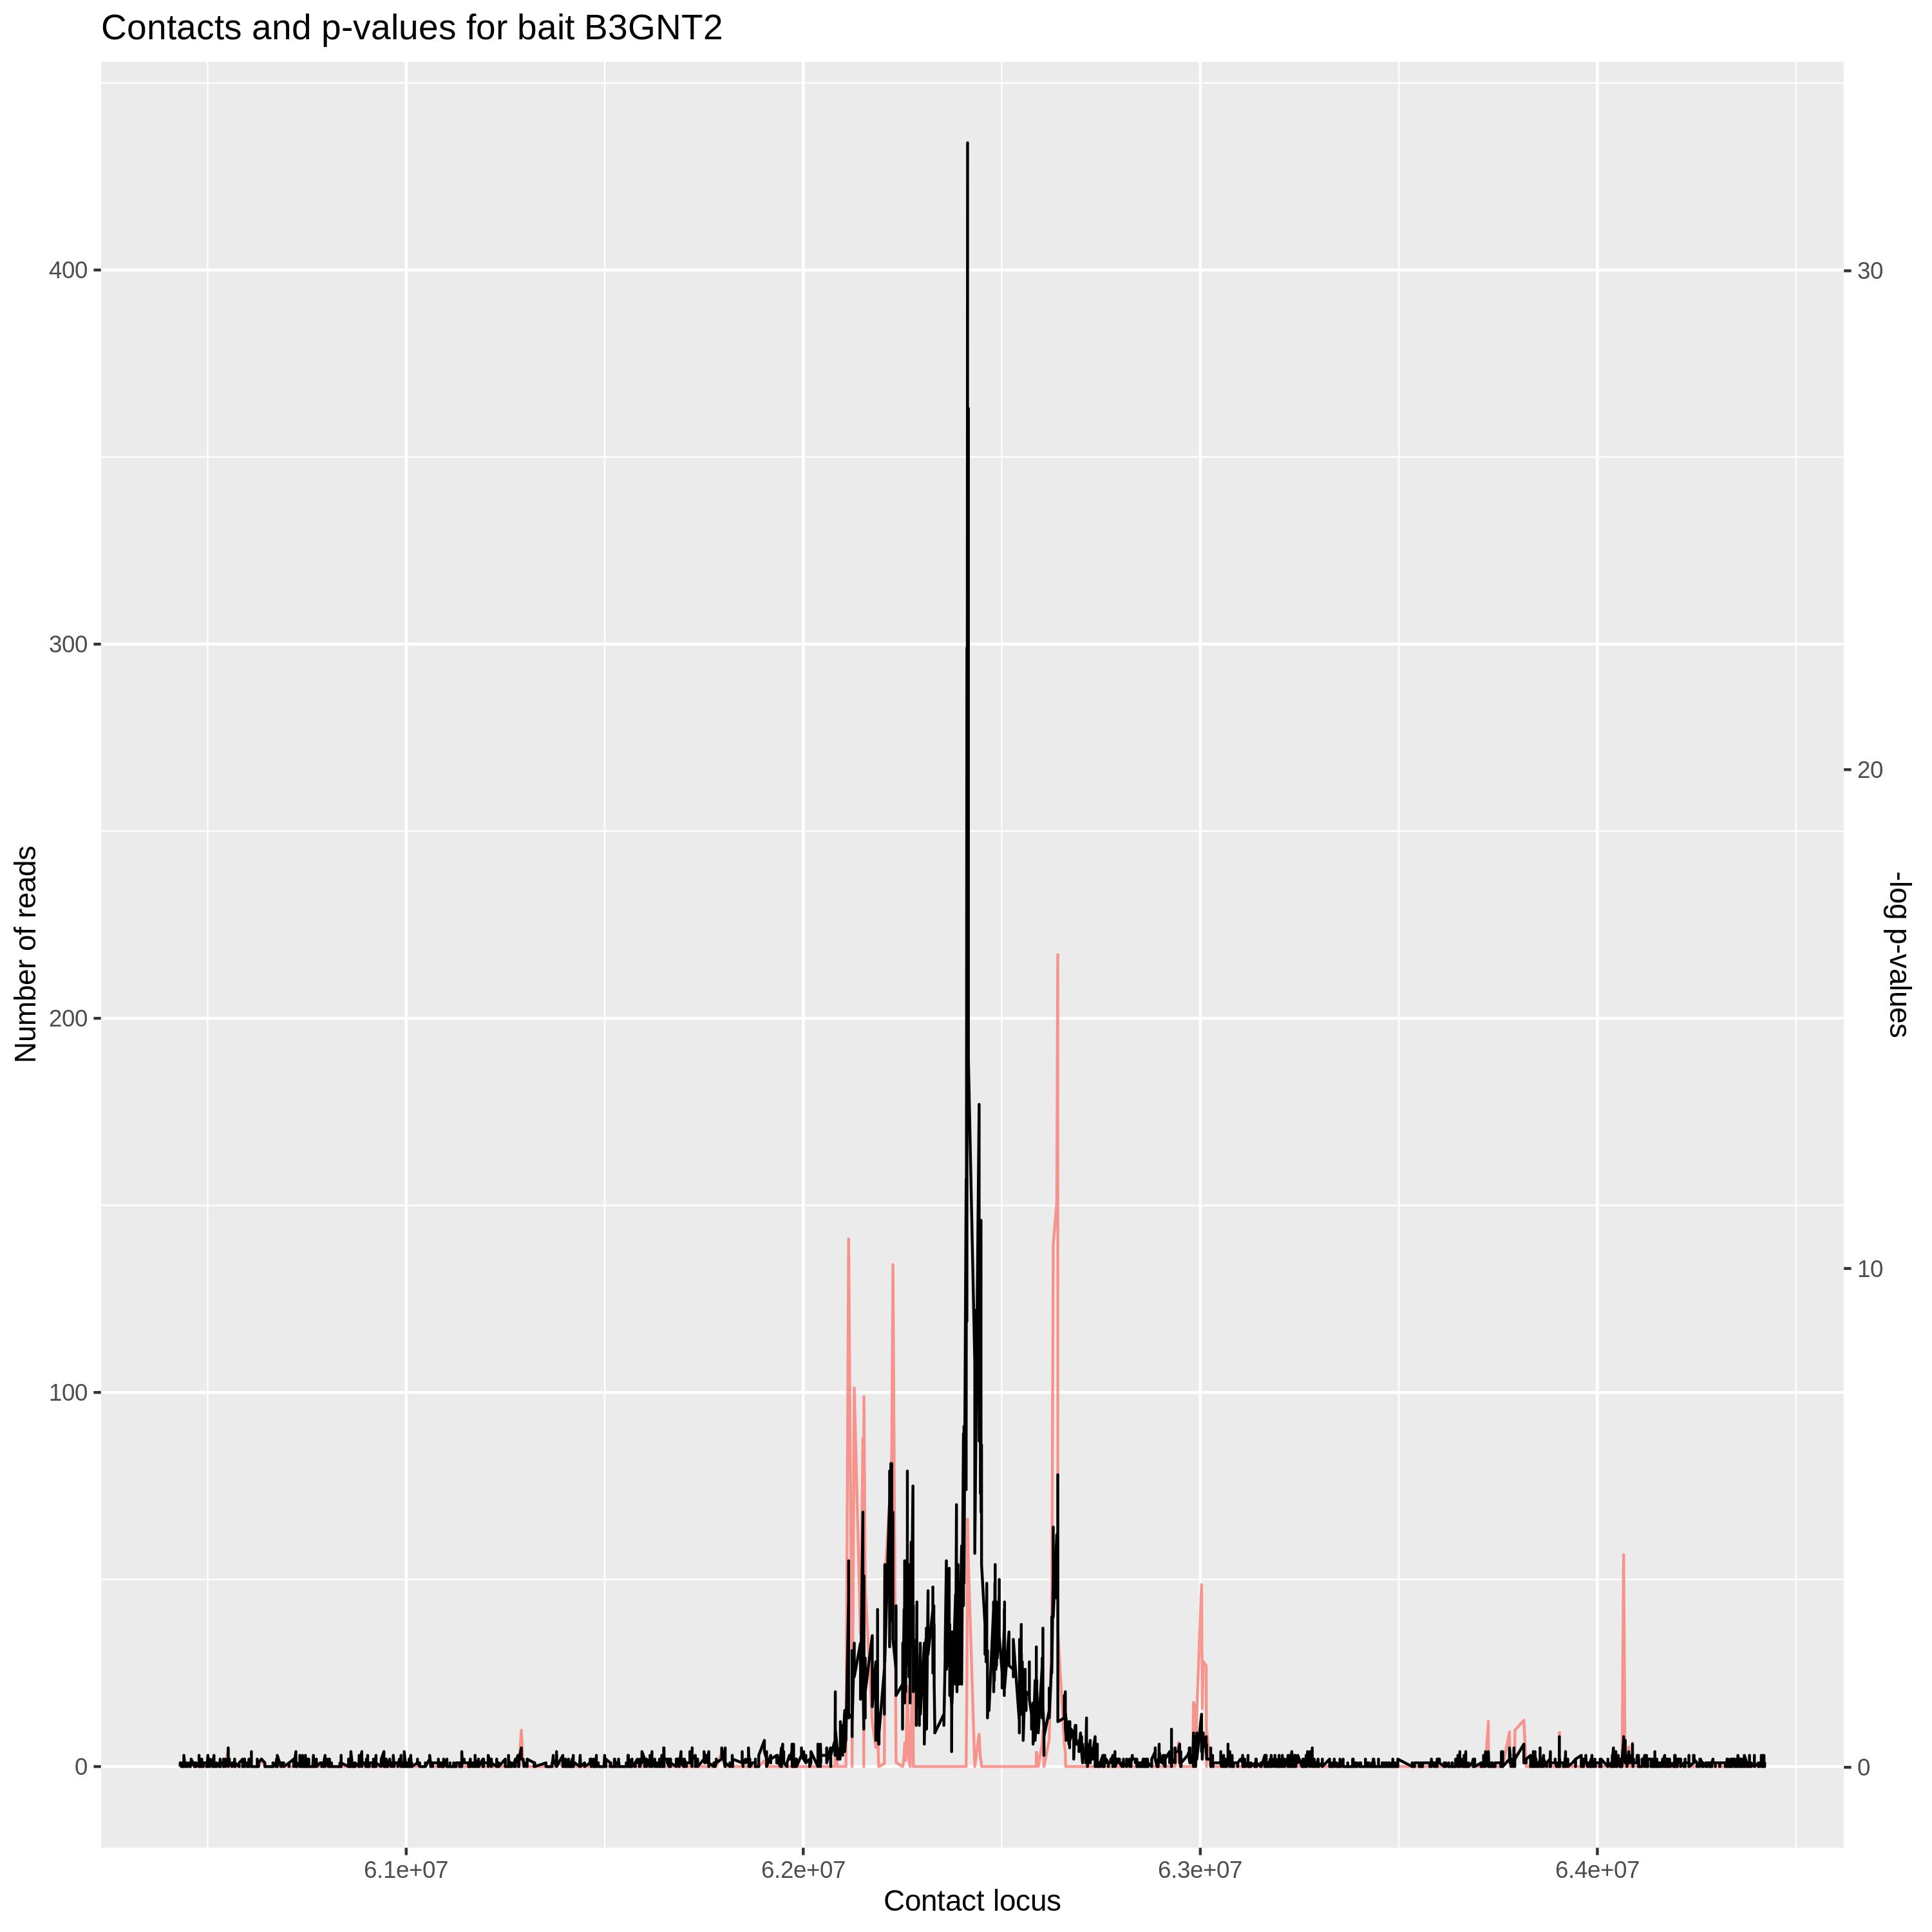 Contacts and p-values for bait B3GNT2
400
300
200
100
0
Number of reads
30
20
10
0
-log p-values
6.1e+07
6.2e+07
6.3e+07
6.4e+07
Contact locus